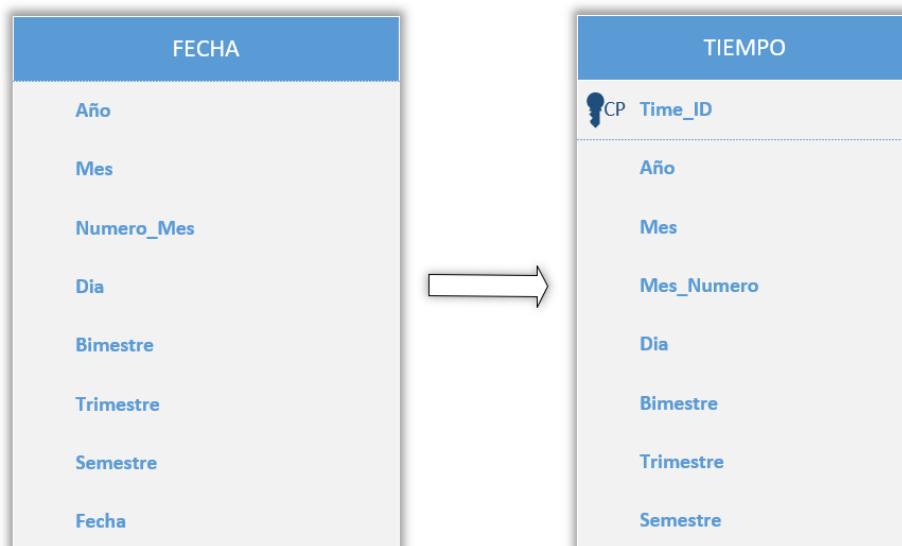 FECHA
Año
Mes
Numero_Mes
Dia
Bimestre
Trimestre
Semestre
Fecha
TIEMPO
CP Time_ID
Año
Mes
Mes_Numero
Dia
Bimestre
Trimestre
Semestre